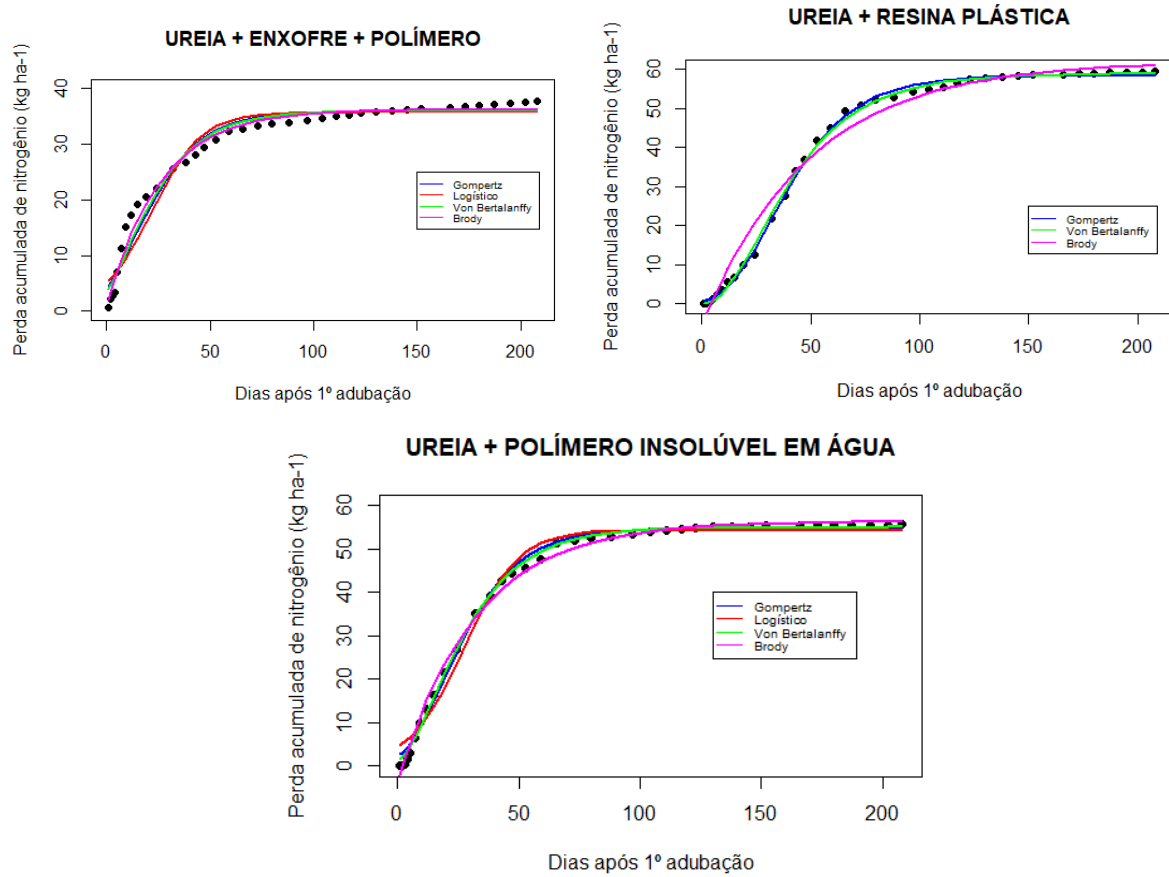 UREIA + ENXOFRE + POLÍMERO
Perda acumulada de nitrogênio (kg ha-1)
40
30
20
10
0
Gompertz
Logístico
Von Bertalanffy
Brody
0 50 100 150 200
Dias após 1º adubação
UREIA + RESINA PLÁSTICA
Perda acumulada de nitrogênio (kg ha-1)
60
50
40
30
20
10
0
Gompertz
Von Bertalanffy
Brody
0 50 100 150 200
Dias após 1º adubação
UREIA + POLÍMERO INSOLÚVEL EM ÁGUA
Perda acumulada de nitrogênio (kg ha-1)
60
50
40
30
20
10
0
Gompertz
Logístico
Von Bertalanffy
Brody
0 50 100 150 200
Dias após 1º adubação